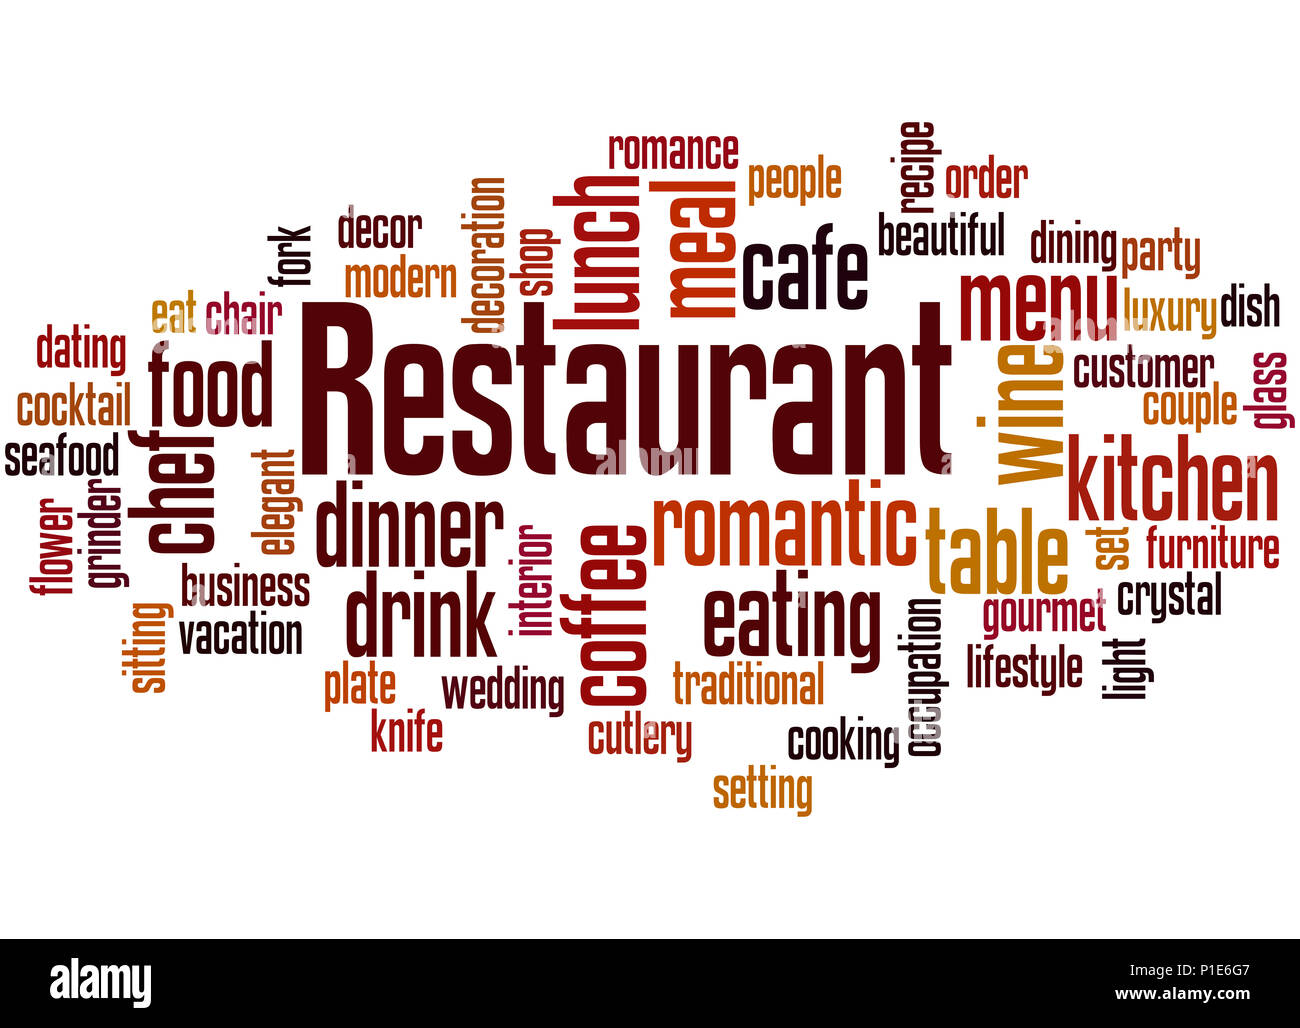 romance
people
recipe
order
lunch
meal
decoration
decor
fork
shop
cafe
beautiful
dining
party
modern
menu
luxury
dish
eat
chair
dating
food
Restaurant
wine
customer
glass
cocktail
couple
seafood
chef
elegant
kitchen
flower
grinder
dinner
interior
coffee
romantic
table
set
furniture
business
drink
eating
gourmet
crystal
sitting
vacation
occupation
light
plate
wedding
traditional
lifestyle
knife
cutlery
cooking
setting
alamy
a
a
a
a
alamy
Image ID: P1E6G7
www.alamy.com